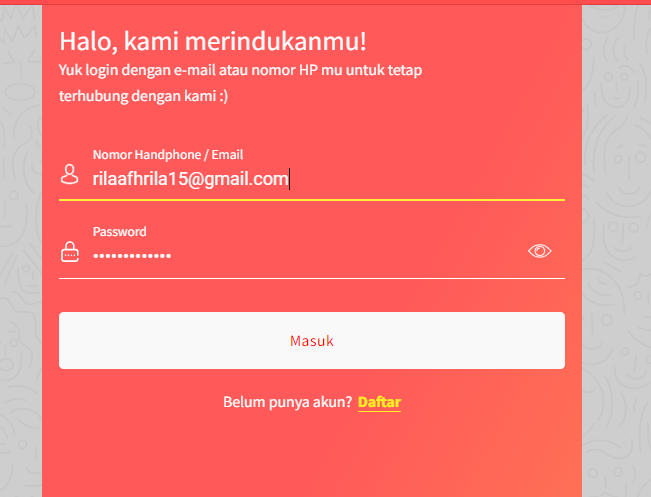 Halo, kami merindukanmu!
Yuk login dengan e-mail atau nomor HP mu untuk tetap
terhubung dengan kami :)
Nomor Handphone / Email
rilaafhrila15@gmail.com
Password
•••••••••••••
Masuk
Belum punya akun? Daftar